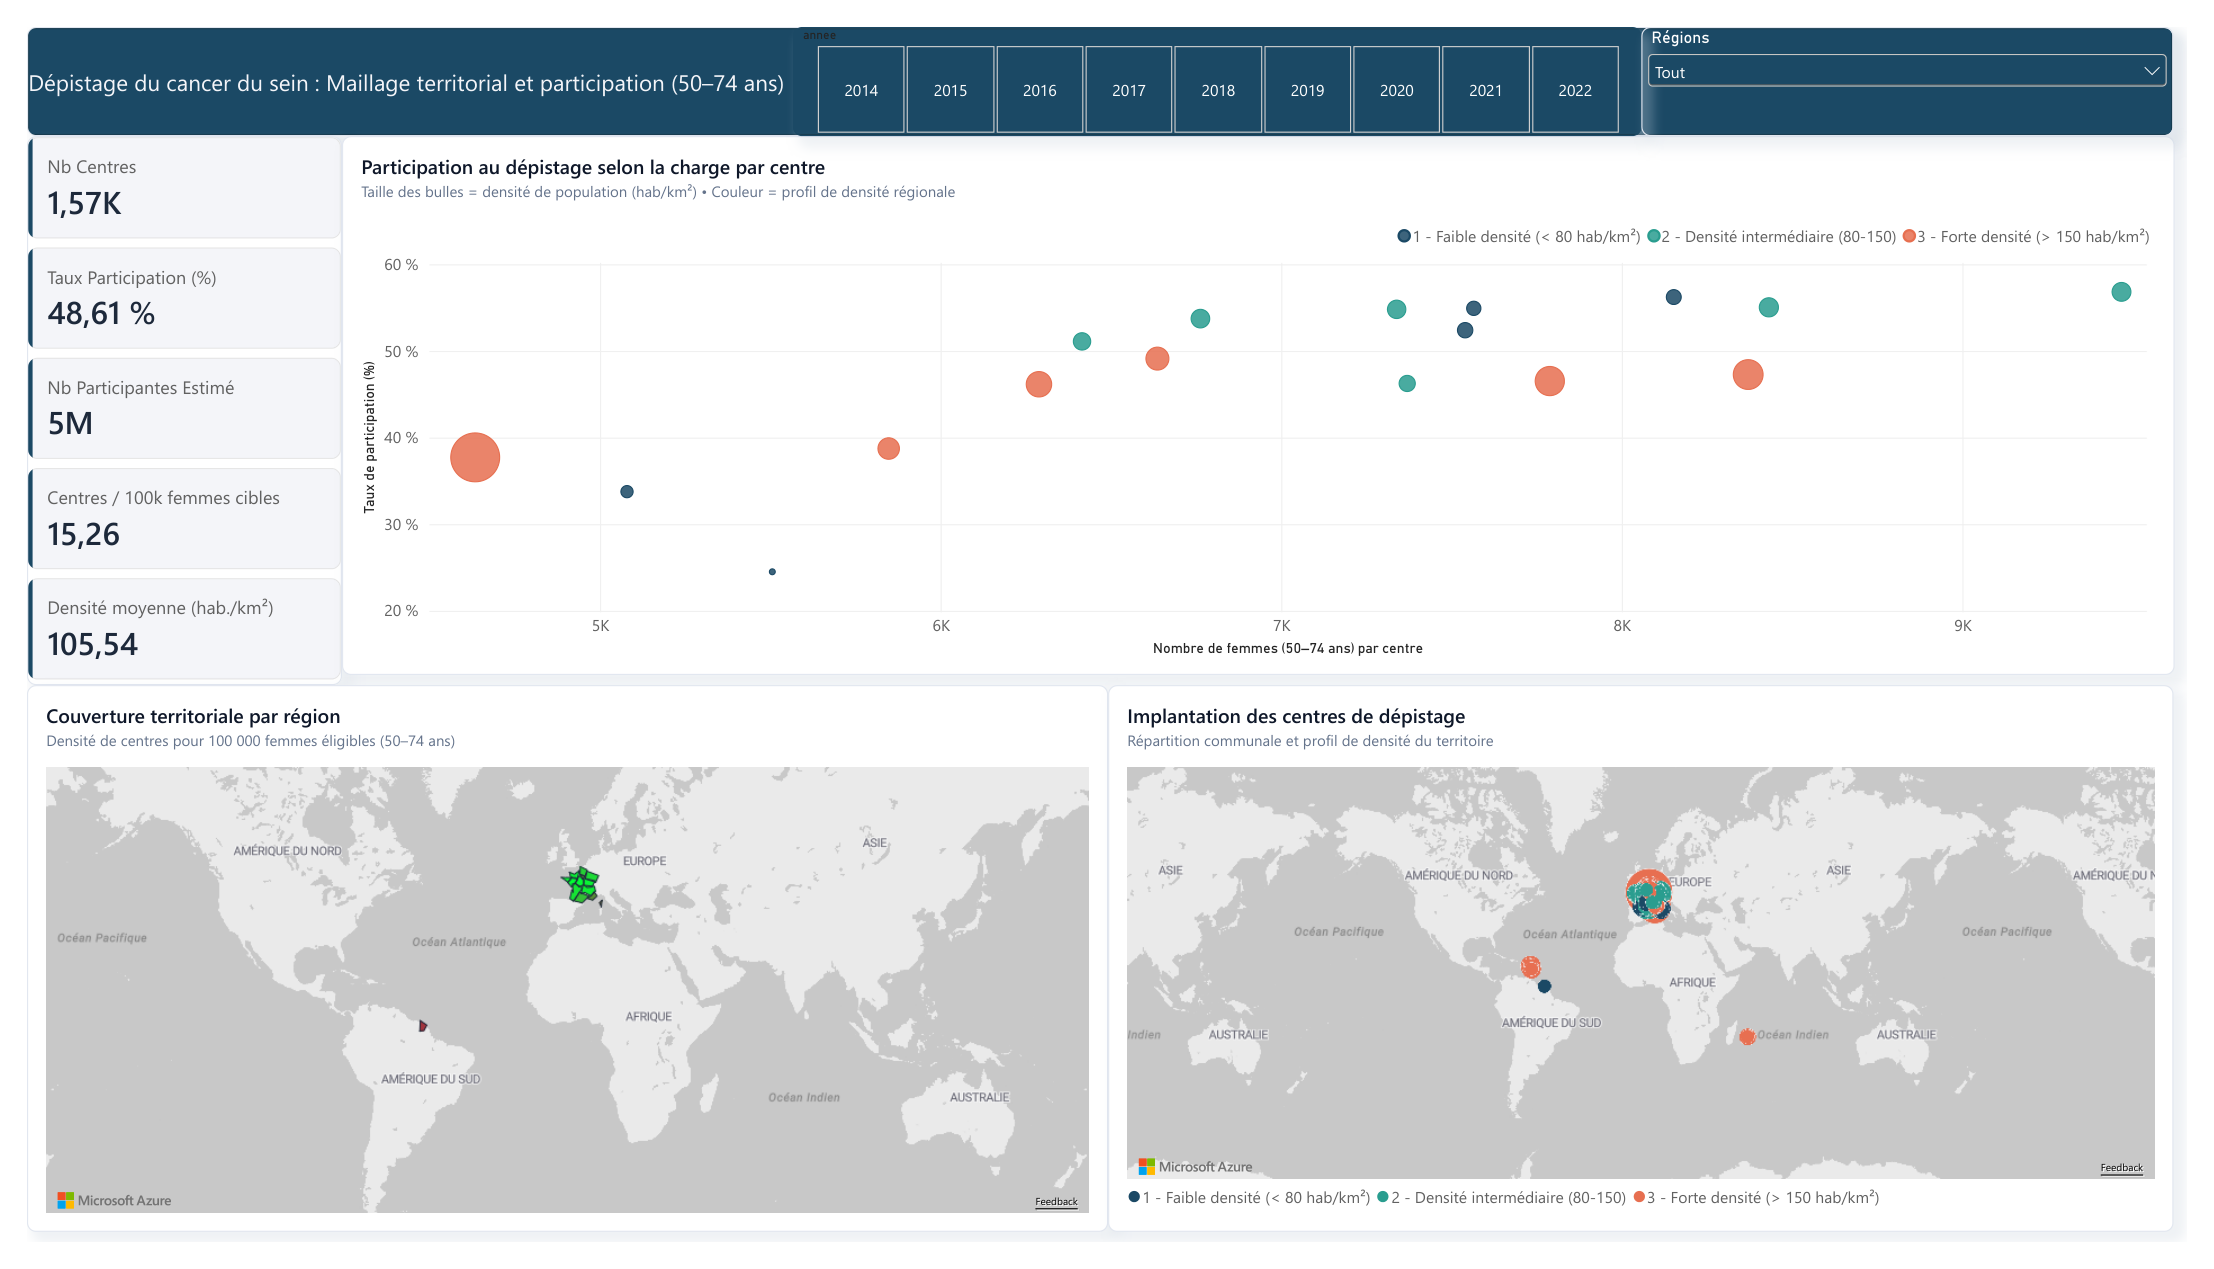 Dépistage du cancer du sein : Maillage territorial et participation (50–74 ans)
annee
2014 2015 2016 2017 2018 2019 2020 2021 2022
Régions
Tout
Nb Centres
1,57K
Taux Participation (%)
48,61 %
Nb Participantes Estimé
5M
Centres / 100k femmes cibles
15,26
Densité moyenne (hab./km²)
105,54
Participation au dépistage selon la charge par centre
Taille des bulles = densité de population (hab/km²) • Couleur = profil de densité régionale
1 - Faible densité (< 80 hab/km²) 2 - Densité intermédiaire (80-150) 3 - Forte densité (> 150 hab/km²)
Taux de participation (%)
60 %
50 %
40 %
30 %
20 %
5K 6K 7K 8K 9K
Nombre de femmes (50–74 ans) par centre
Couverture territoriale par région
Densité de centres pour 100 000 femmes éligibles (50–74 ans)
ASIE
AMÉRIQUE DU NORD
EUROPE
Océan Pacifique
Océan Atlantique
AFRIQUE
AMÉRIQUE DU SUD
Océan Indien
AUSTRALIE
Microsoft Azure
Feedback
Implantation des centres de dépistage
Répartition communale et profil de densité du territoire
ASIE
AMÉRIQUE DU NORD
EUROPE
ASIE
AMÉRIQUE DU N
Océan Pacifique
Océan Atlantique
Océan Pacifique
AFRIQUE
AMÉRIQUE DU SUD
Indien
AUSTRALIE
Océan Indien
AUSTRALIE
Microsoft Azure
Feedback
1 - Faible densité (< 80 hab/km²) 2 - Densité intermédiaire (80-150) 3 - Forte densité (> 150 hab/km²)